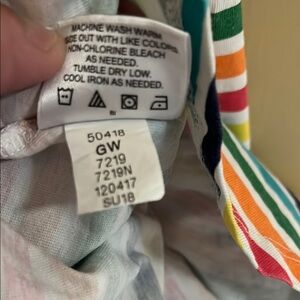 MACHINE WASH WARM
SIZE OUT WITH LIKE COLORS.
NON-CHLORINE BLEACH
AS NEEDED.
TUMBLE DRY LOW.
COOL IRON AS NEEDED.
50418
GW
7219
7219N
120417
SU18